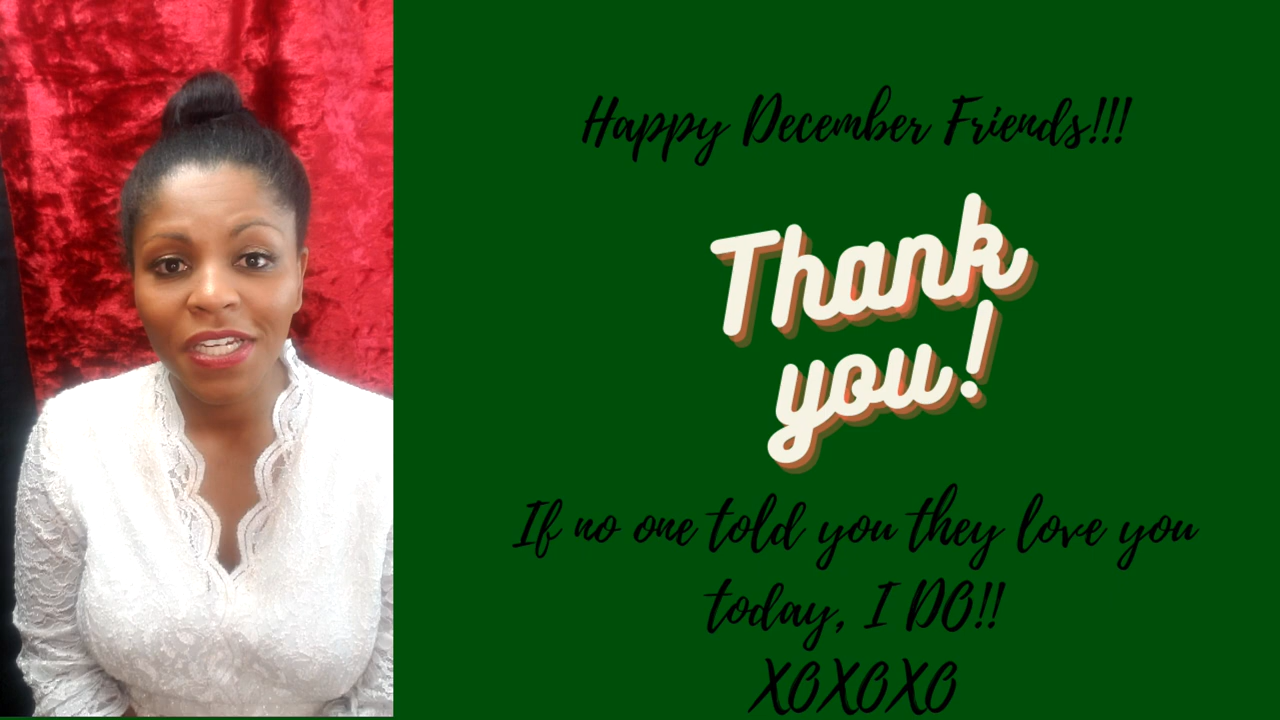 Happy December Friends!!!
Thank
you!
If no one told you they love you
today, I DO!!
XOXOXO